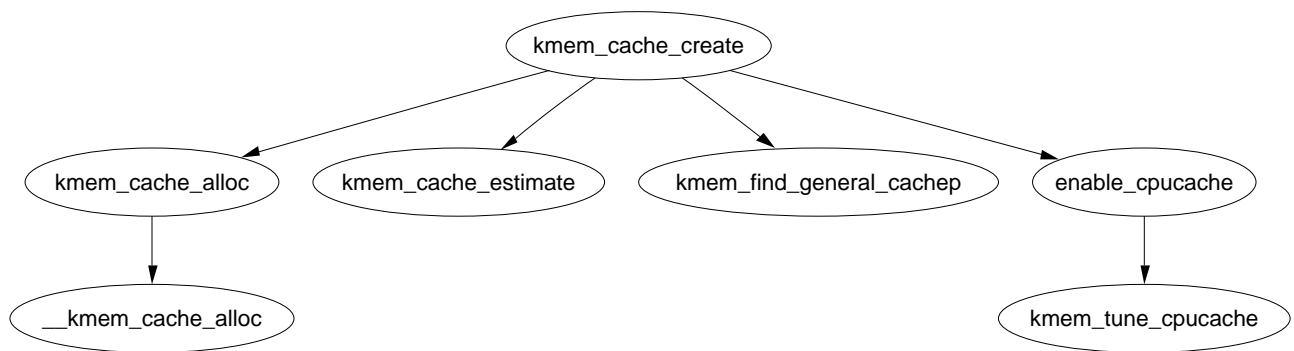 kmem_cache_create
kmem_cache_alloc
kmem_cache_estimate
kmem_find_general_cachep
enable_cpucache
__kmem_cache_alloc
kmem_tune_cpucache